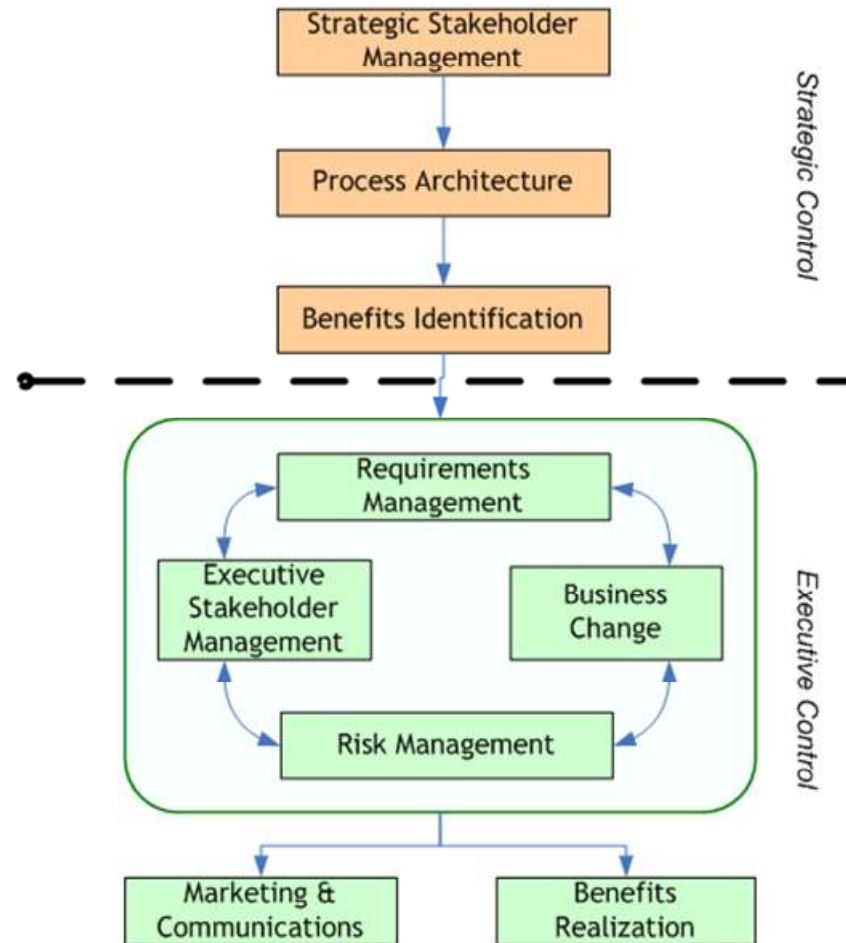 Strategic Stakeholder
Management
Process Architecture
Benefits Identification
Strategic Control
Requirements
Management
Executive
Stakeholder
Management
Business
Change
Risk Management
Executive Control
Marketing &
Communications
Benefits
Realization